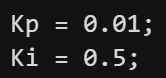 Kp = 0.01;
Ki = 0.5;